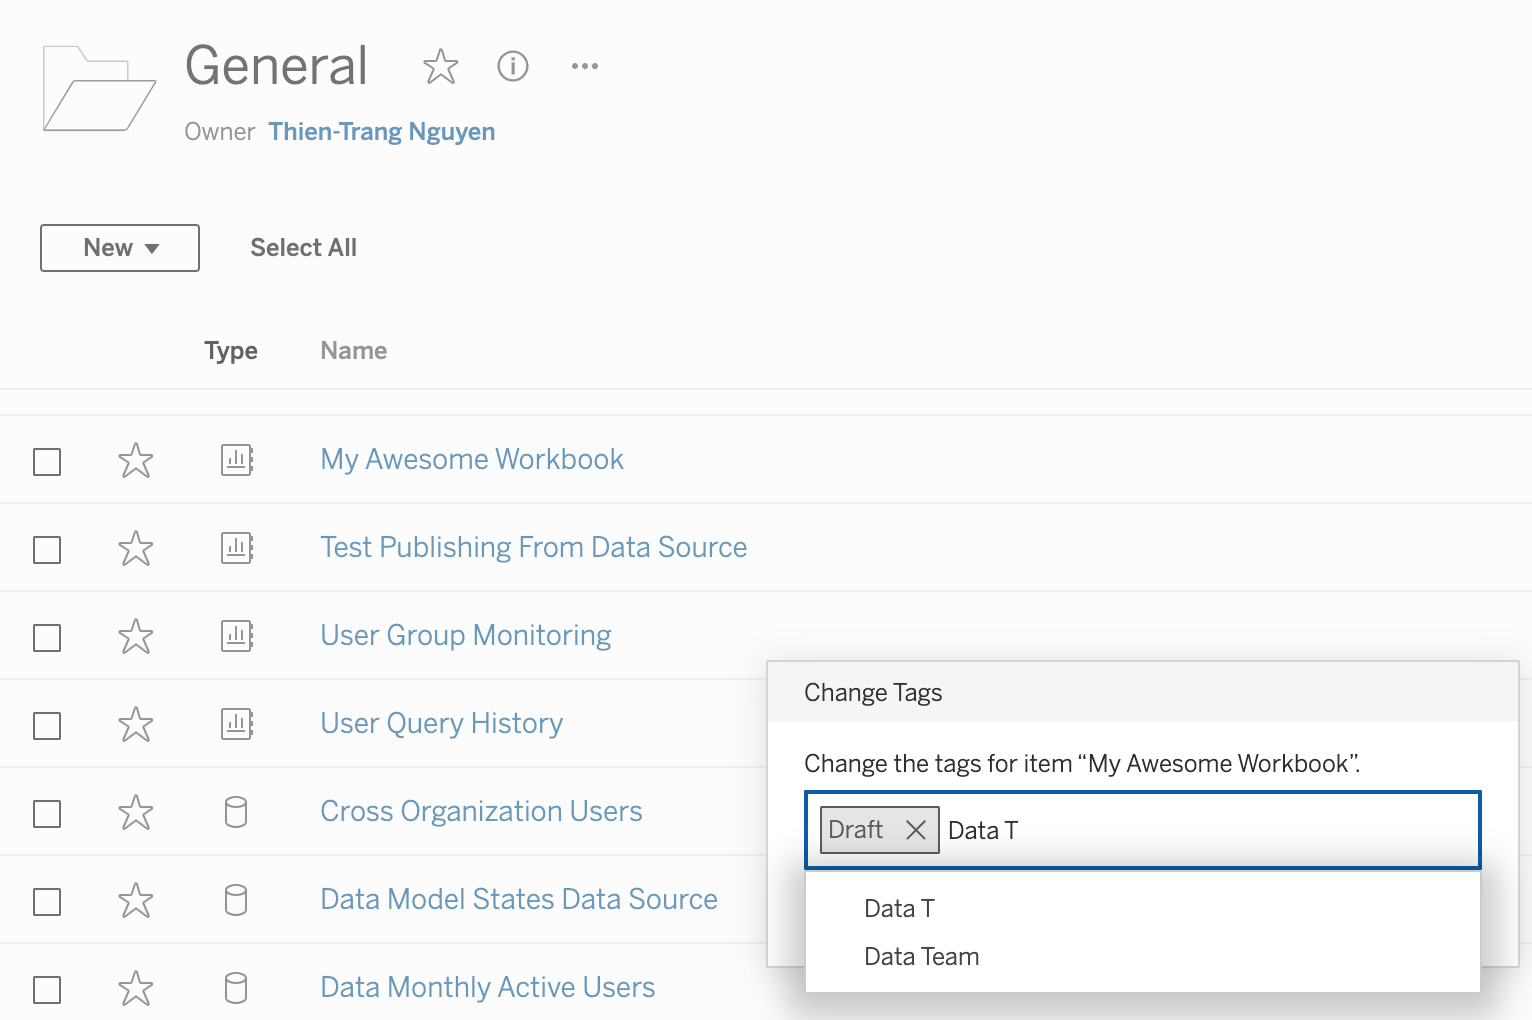 General
Owner Thien-Trang Nguyen
New Select All
Type Name
My Awesome Workbook
Test Publishing From Data Source
User Group Monitoring
User Query History
Cross Organization Users
Data Model States Data Source
Data Monthly Active Users
Change Tags
Change the tags for item “My Awesome Workbook”.
Draft Data T
Data T
Data Team